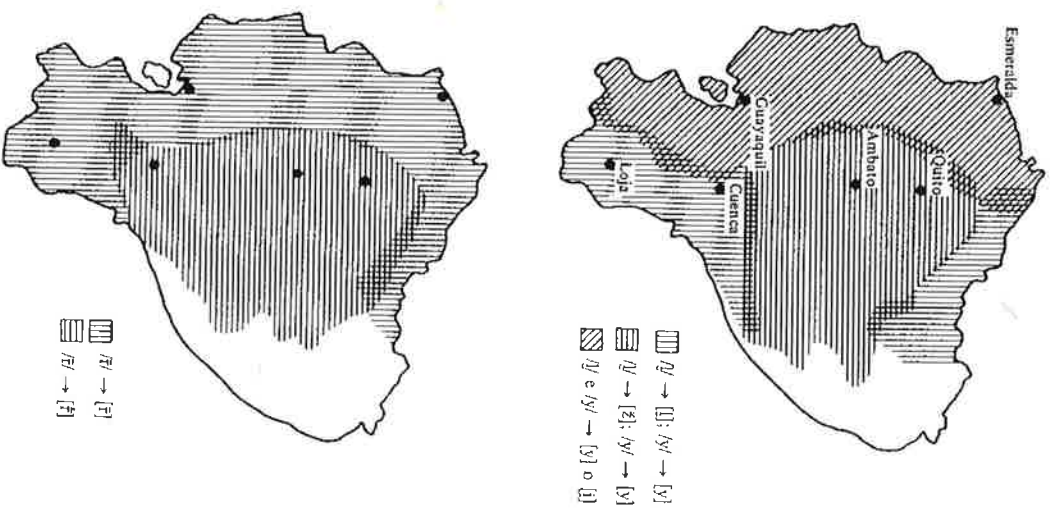 Esmeralda
Quito
Ambato
Guayaquil
Cuenca
Loja
/l̮/ → [l̮]; /y/ → [y]
/l̮/ → [ž]; /y/ → [y]
/l̮/ e /y/ → [y] o [j]